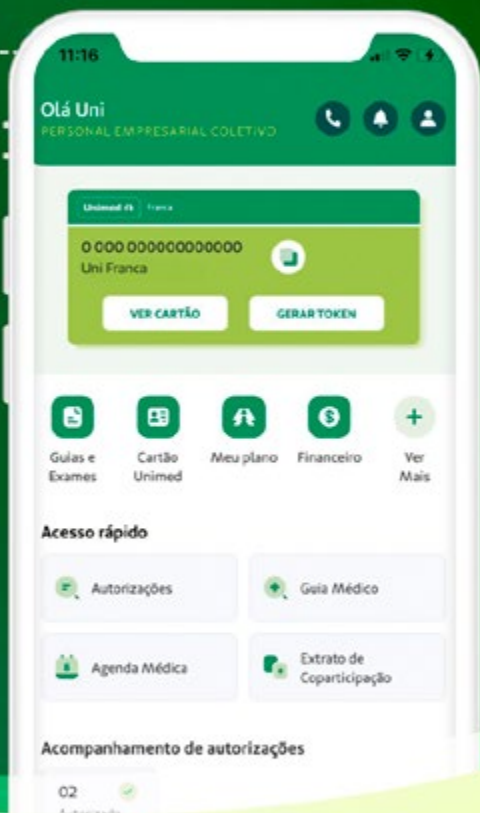 11:16
Olá Uni
PERSONAL EMPRESARIAL COLETIVO
Unimed Franca
0 000 000000000000
Uni Franca
VER CARTÃO
GERAR TOKEN
Guias e
Exames
Cartão
Unimed
Meu plano
Financeiro
Ver
Mais
Acesso rápido
Autorizações
Guia Médico
Agenda Médica
Extrato de
Coparticipação
Acompanhamento de autorizações
02